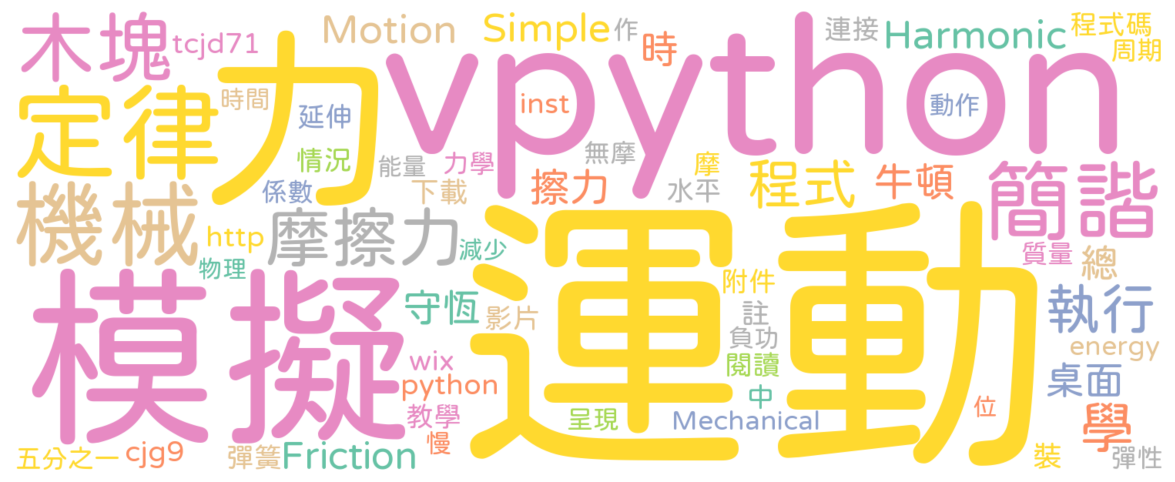 木塊
tcjd71
Motion
Simple
作
時
連接
Harmonic
程式碼
周期
定律
時間
力
vpython
延伸
inst
動作
情況
能量
力學
無摩
摩
係數
下載
擦力
水平
程式
牛頓
簡諧
機械
http
摩擦力
物理
減少
運動
質量
總
模擬
守恆
影片
附件
註
負功
執行
energy
wix
閱讀
python
桌面
教學
中
呈現
Mechanical
位
學
慢
五分之一
cjg9
彈簧
Friction
裝
彈性